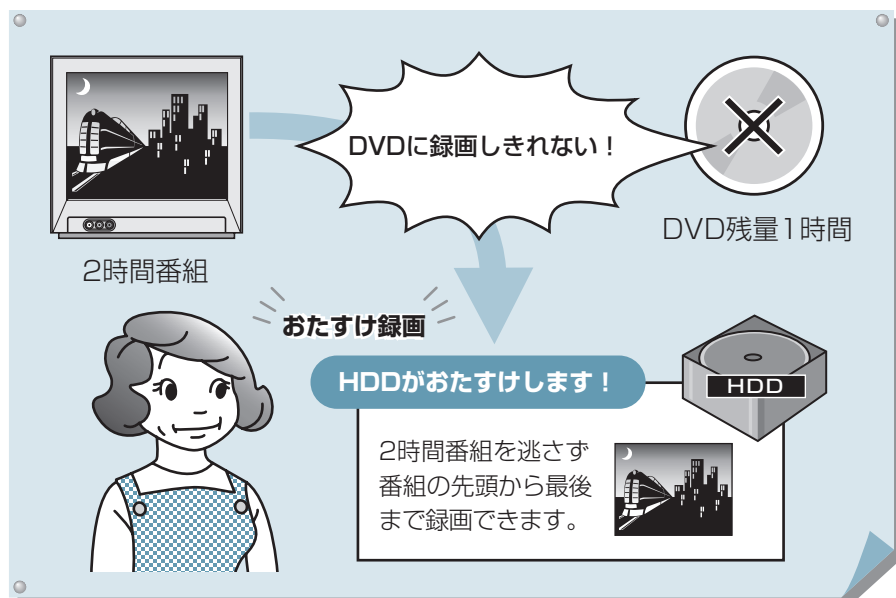 DVDに録画しきれない！
DVD残量1時間
2時間番組
おたすけ録画
HDDがおたすけします！
HDD
2時間番組を逃さず
番組の先頭から最後
まで録画できます。